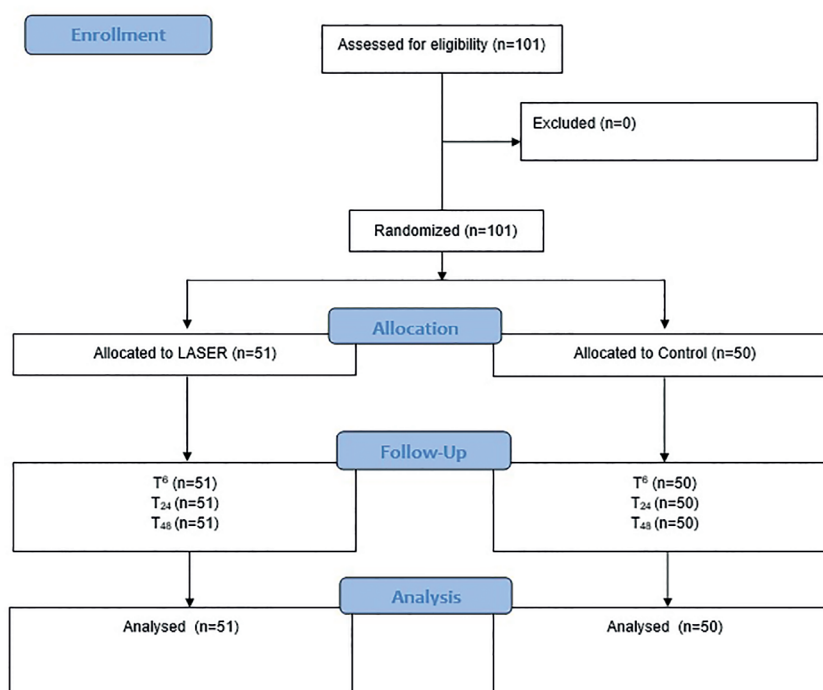 Enrollment
Assessed for eligibility (n=101)
Excluded (n=0)
Randomized (n=101)
Allocation
Allocated to LASER (n=51)
Allocated to Control (n=50)
Follow-Up
T⁶ (n=51)
T₂₄ (n=51)
T₄₈ (n=51)
T⁶ (n=50)
T₂₄ (n=50)
T₄₈ (n=50)
Analysis
Analysed (n=51)
Analysed (n=50)